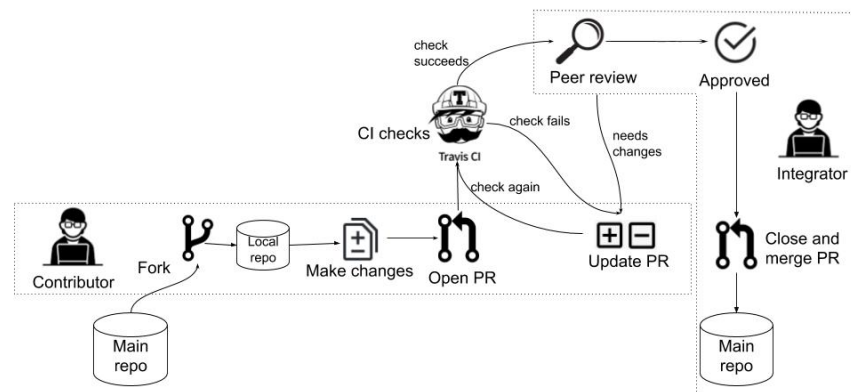 check
succeeds
Peer review
Approved
T
CI checks
Travis CI
check fails
needs
changes
Integrator
check again
Contributor
Fork
Local
repo
Make changes
Open PR
Update PR
Close and
merge PR
Main
repo
Main
repo